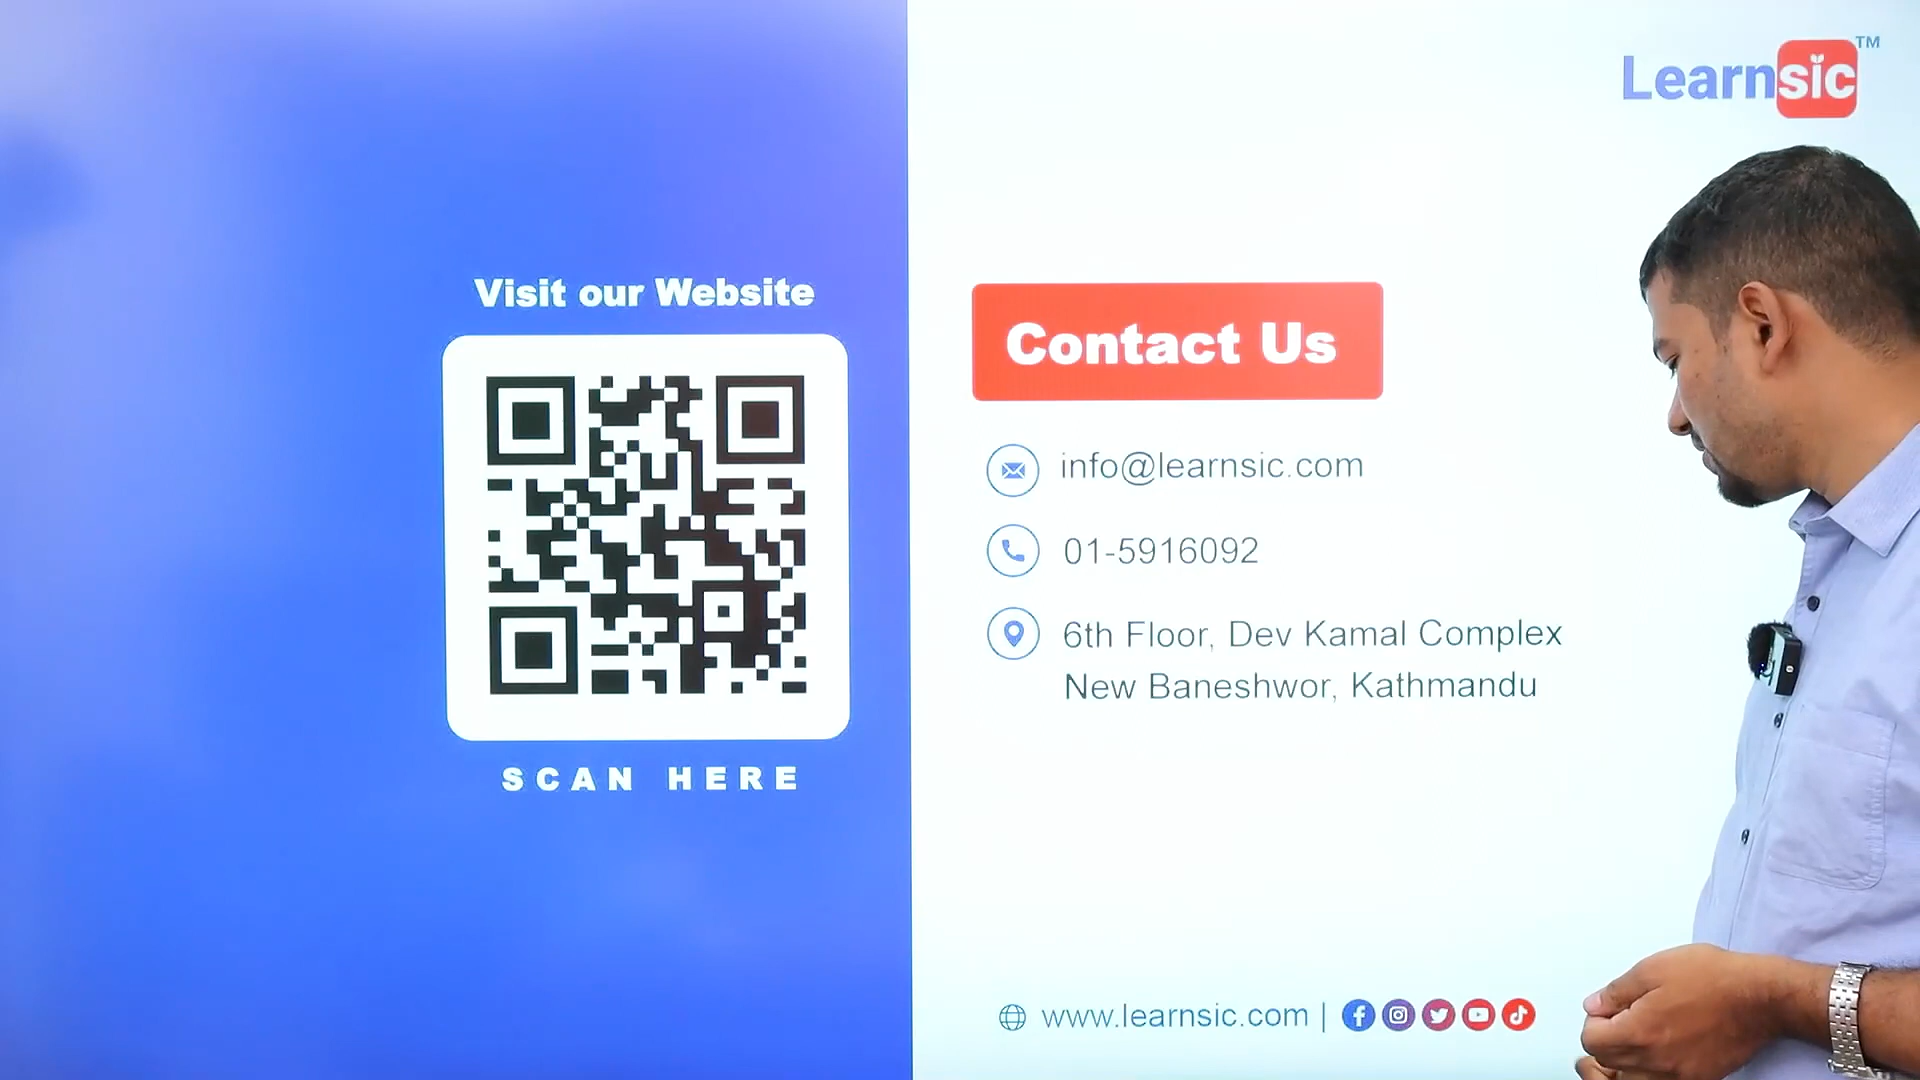 Learnsic™
Visit our Website
SCAN HERE
Contact Us
info@learnsic.com
01-5916092
6th Floor, Dev Kamal Complex
New Baneshwor, Kathmandu
www.learnsic.com |